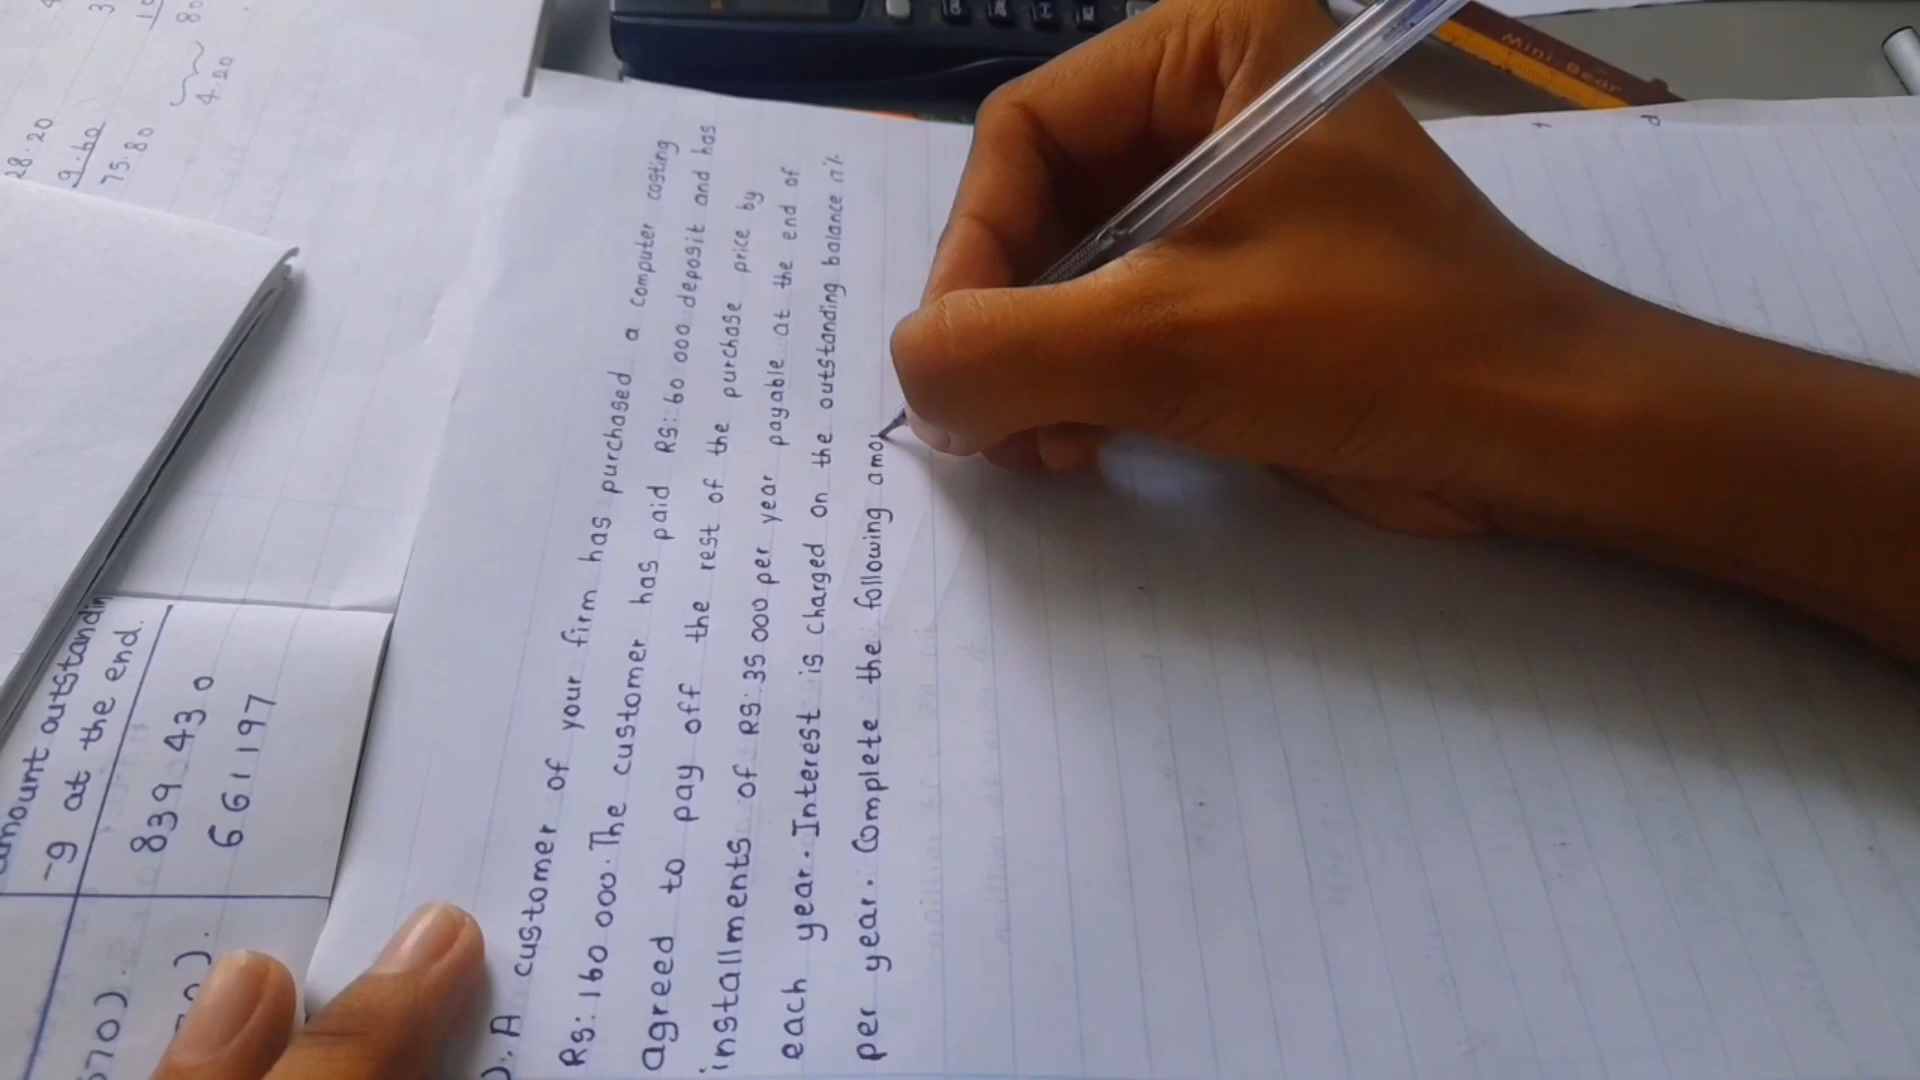 A customer of your firm has purchased a computer costing
Rs: 160 000. The customer has paid Rs: 60 000 deposit and has
agreed to pay off the rest of the purchase price by
installments of Rs: 35 000 per year payable at the end of
each year. Interest is charged on the outstanding balance 17%
per year. Complete the following amo
amount outstandin
-g at the end.
839 430
661197
670).
28.20
9.60
75.80
4.20
80
Mini-Bear